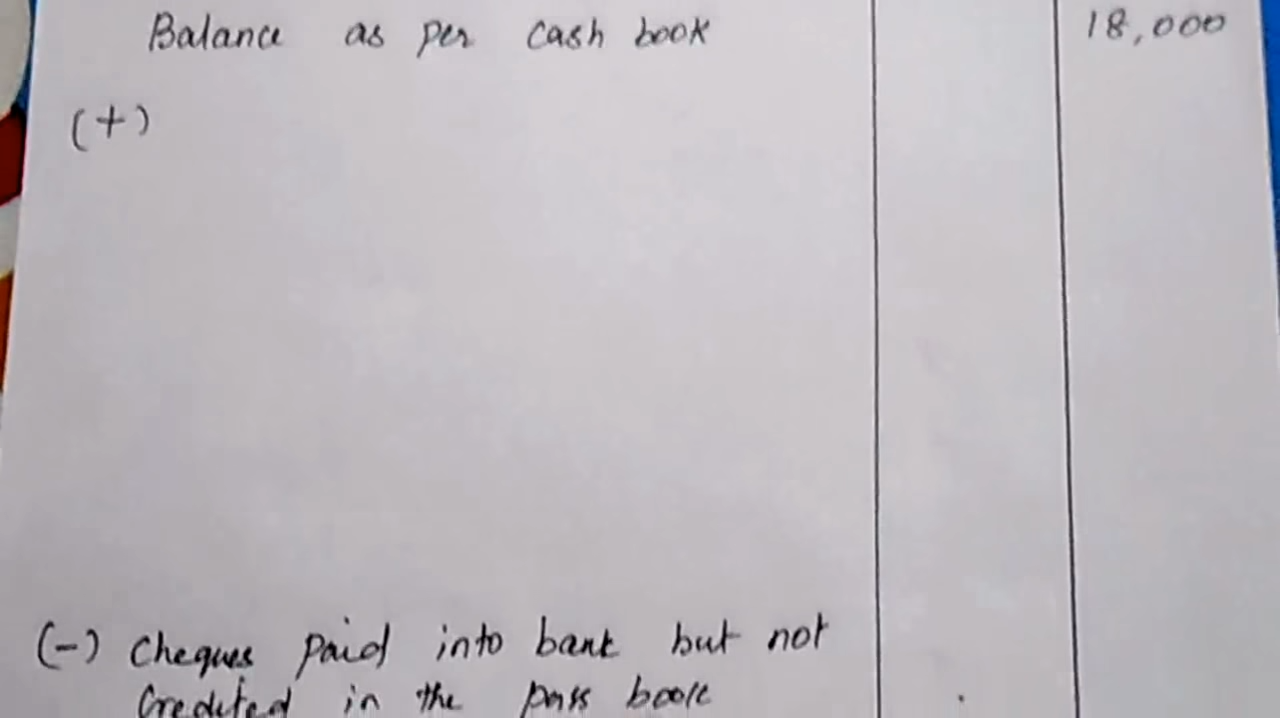 Balance as per cash book 18,000
(+)
(-) Cheques paid into bank but not
Credited in the pass book